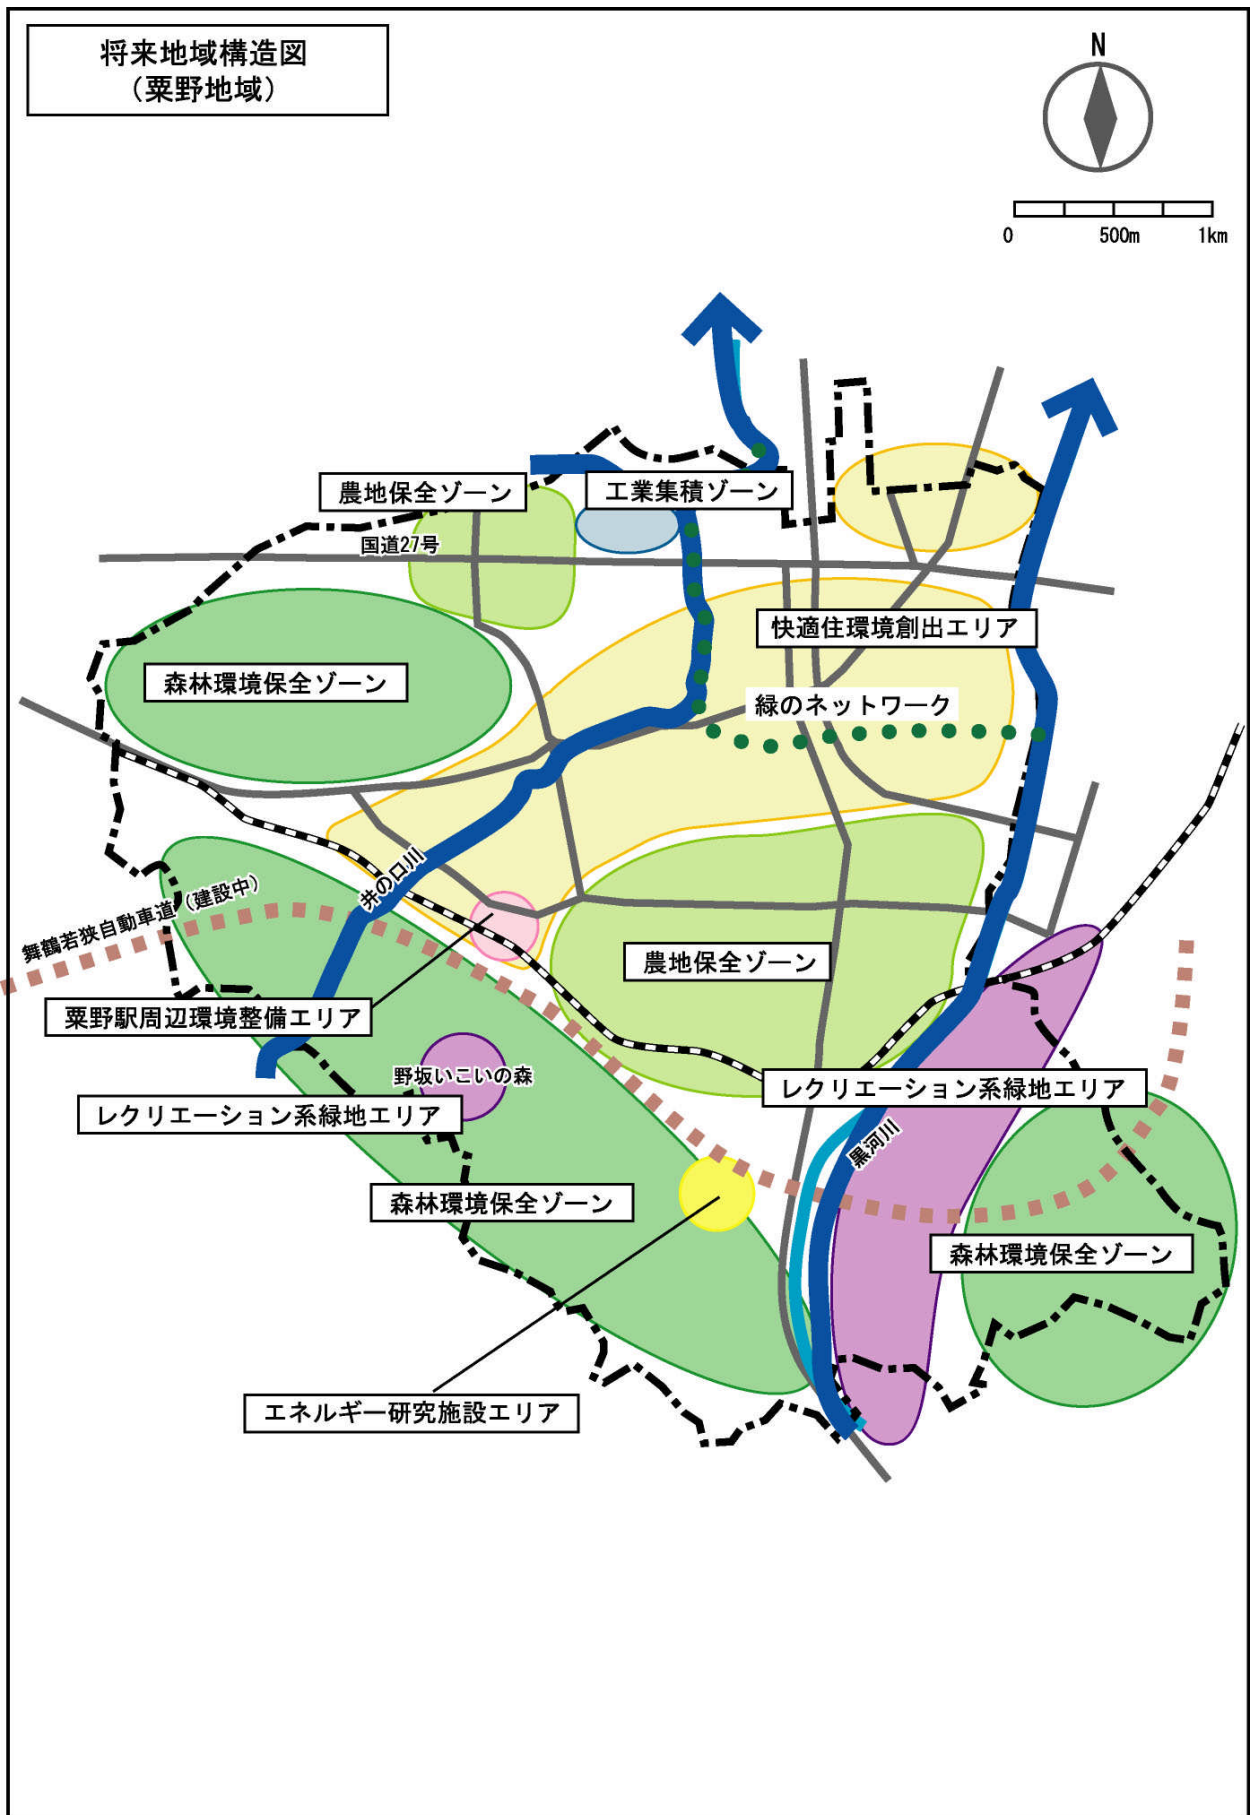 将来地域構造図
（粟野地域）
N
0 500m 1km
農地保全ゾーン
工業集積ゾーン
国道27号
快適住環境創出エリア
森林環境保全ゾーン
緑のネットワーク
井の口川
舞鶴若狭自動車道（建設中）
農地保全ゾーン
粟野駅周辺環境整備エリア
野坂いこいの森
レクリエーション系緑地エリア
レクリエーション系緑地エリア
黒河川
森林環境保全ゾーン
森林環境保全ゾーン
エネルギー研究施設エリア